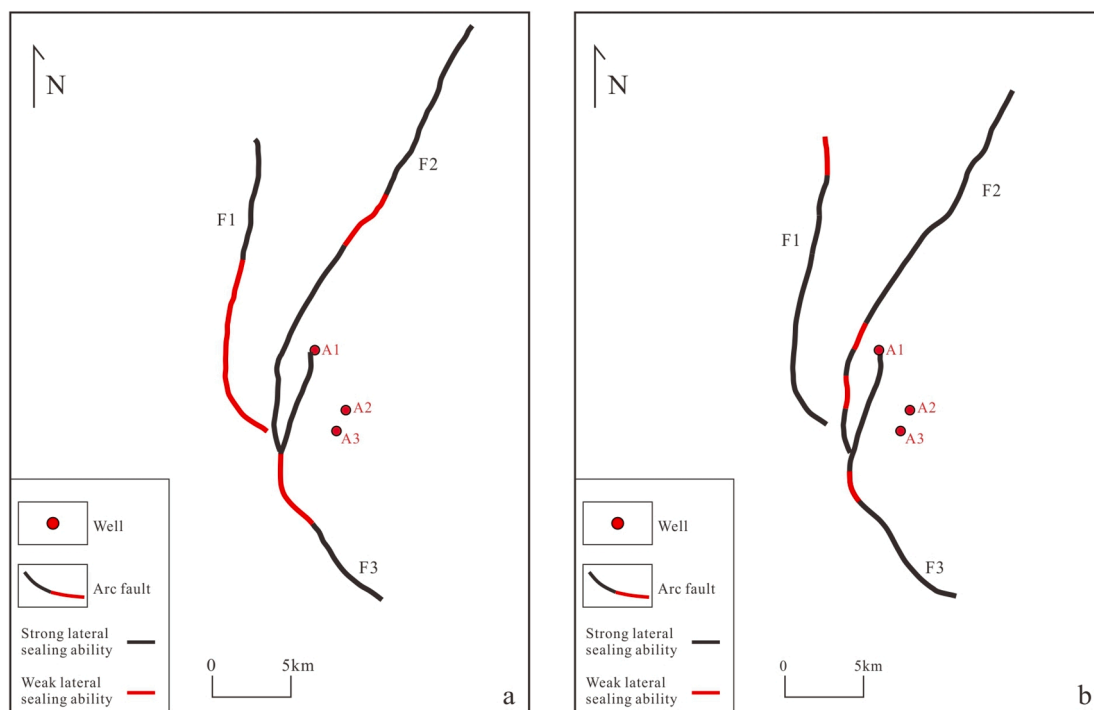 N
F2
F1
A1
A2
A3
F3
Well
Arc fault
Strong lateral
sealing ability
Weak lateral
sealing ability
0
5km
a
N
F2
F1
A1
A2
A3
F3
Well
Arc fault
Strong lateral
sealing ability
Weak lateral
sealing ability
0
5km
b